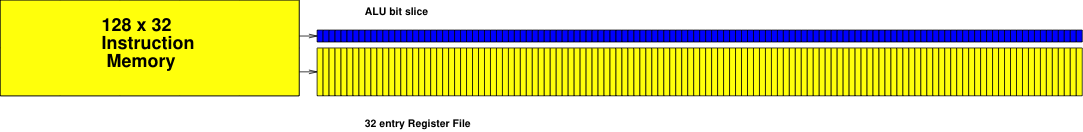 ALU bit slice
128 x 32
Instruction
Memory
32 entry Register File